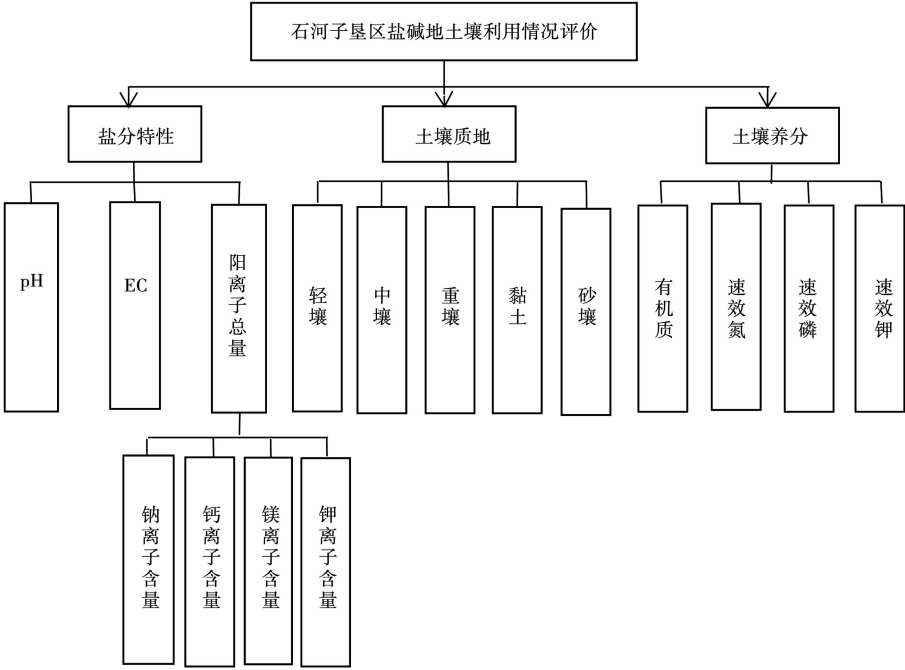 石河子垦区盐碱地土壤利用情况评价
盐分特性
土壤质地
土壤养分
pH
EC
阳离子总量
轻壤
中壤
重壤
黏土
砂壤
有机质
速效氮
速效磷
速效钾
钠离子含量
钙离子含量
镁离子含量
钾离子含量